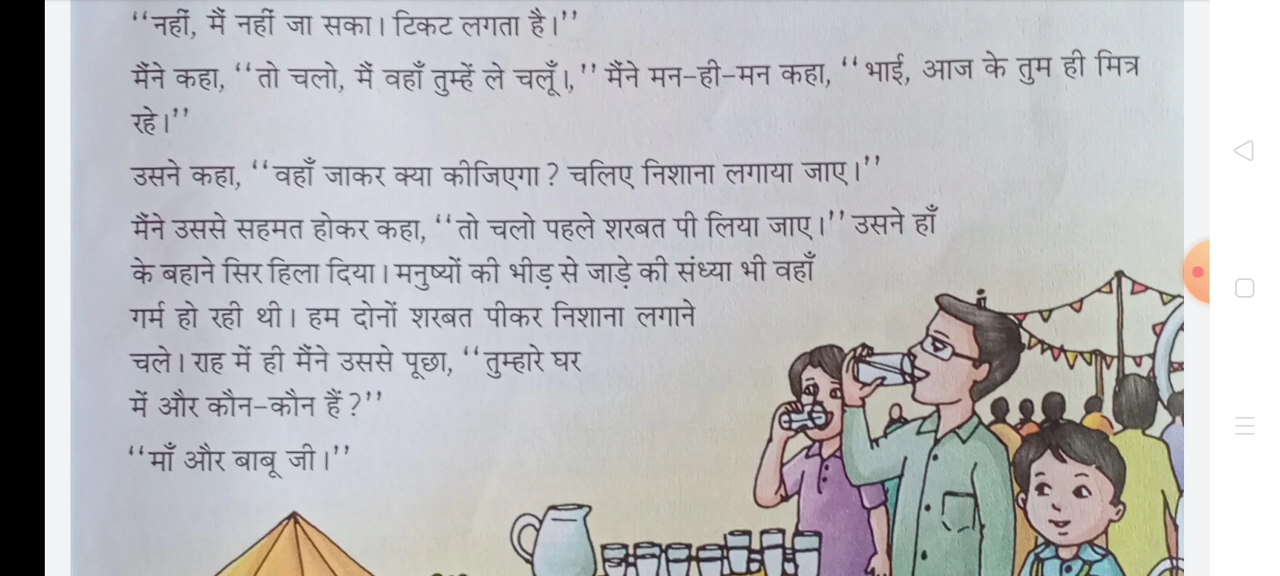 ‘‘नहीं, मैं नहीं जा सका। टिकट लगता है।’’
मैंने कहा, ‘‘तो चलो, मैं वहाँ तुम्हें ले चलूँ।,’’ मैंने मन-ही-मन कहा, ‘‘भाई, आज के तुम ही मित्र
रहे।’’
उसने कहा, ‘‘वहाँ जाकर क्या कीजिएगा? चलिए निशाना लगाया जाए।’’
मैंने उससे सहमत होकर कहा, ‘‘तो चलो पहले शरबत पी लिया जाए।’’ उसने हाँ
के बहाने सिर हिला दिया। मनुष्यों की भीड़ से जाड़े की संध्या भी वहाँ
गर्म हो रही थी। हम दोनों शरबत पीकर निशाना लगाने
चले। राह में ही मैंने उससे पूछा, ‘‘तुम्हारे घर
में और कौन-कौन हैं?’’
‘‘माँ और बाबू जी।’’